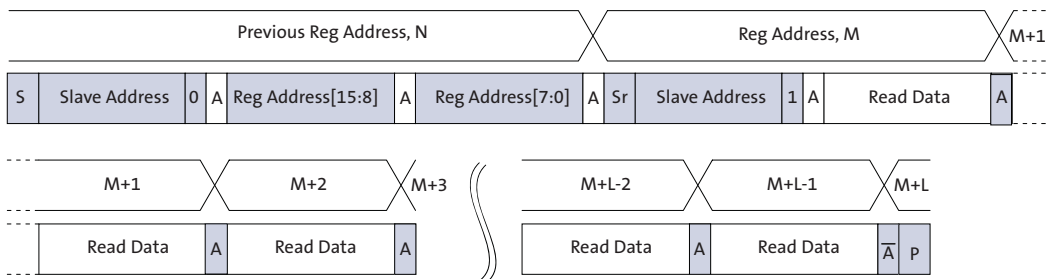 Previous Reg Address, N Reg Address, M M+1
S Slave Address 0 A Reg Address[15:8] A Reg Address[7:0] A Sr Slave Address 1 A Read Data A
M+1 M+2 M+3 M+L-2 M+L-1 M+L
Read Data A Read Data A Read Data A Read Data A̅ P